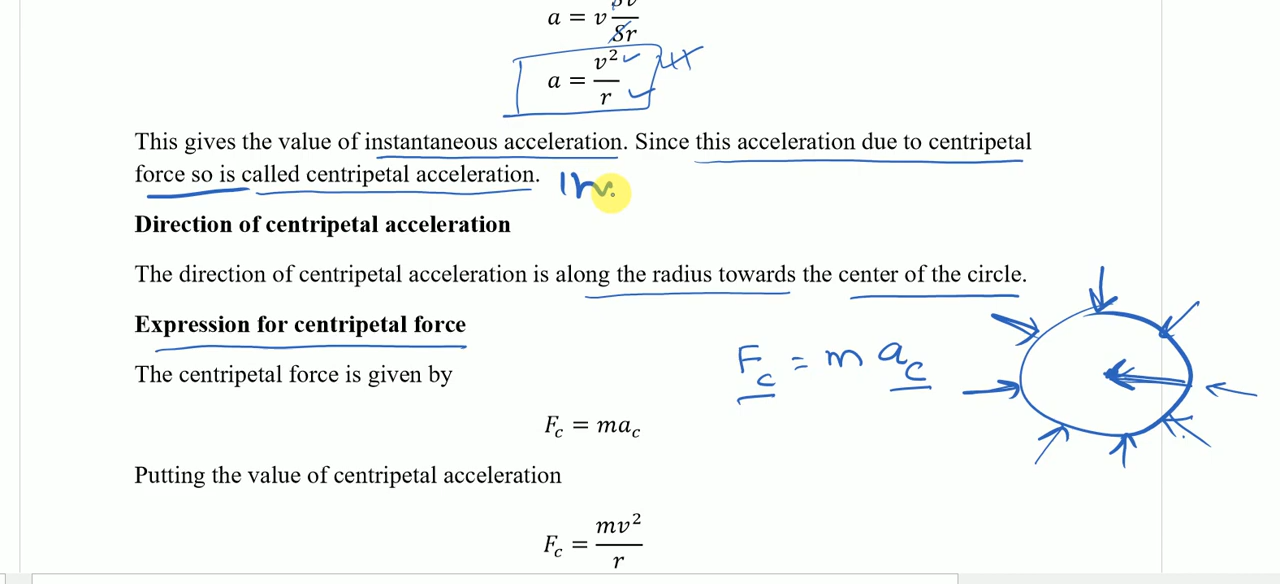 a = v δv/δr
a = v²/r
This gives the value of instantaneous acceleration. Since this acceleration due to centripetal
force so is called centripetal acceleration.
Direction of centripetal acceleration
The direction of centripetal acceleration is along the radius towards the center of the circle.
Expression for centripetal force
F_c = m a_c
The centripetal force is given by
F_c = ma_c
Putting the value of centripetal acceleration
F_c = mv²/r